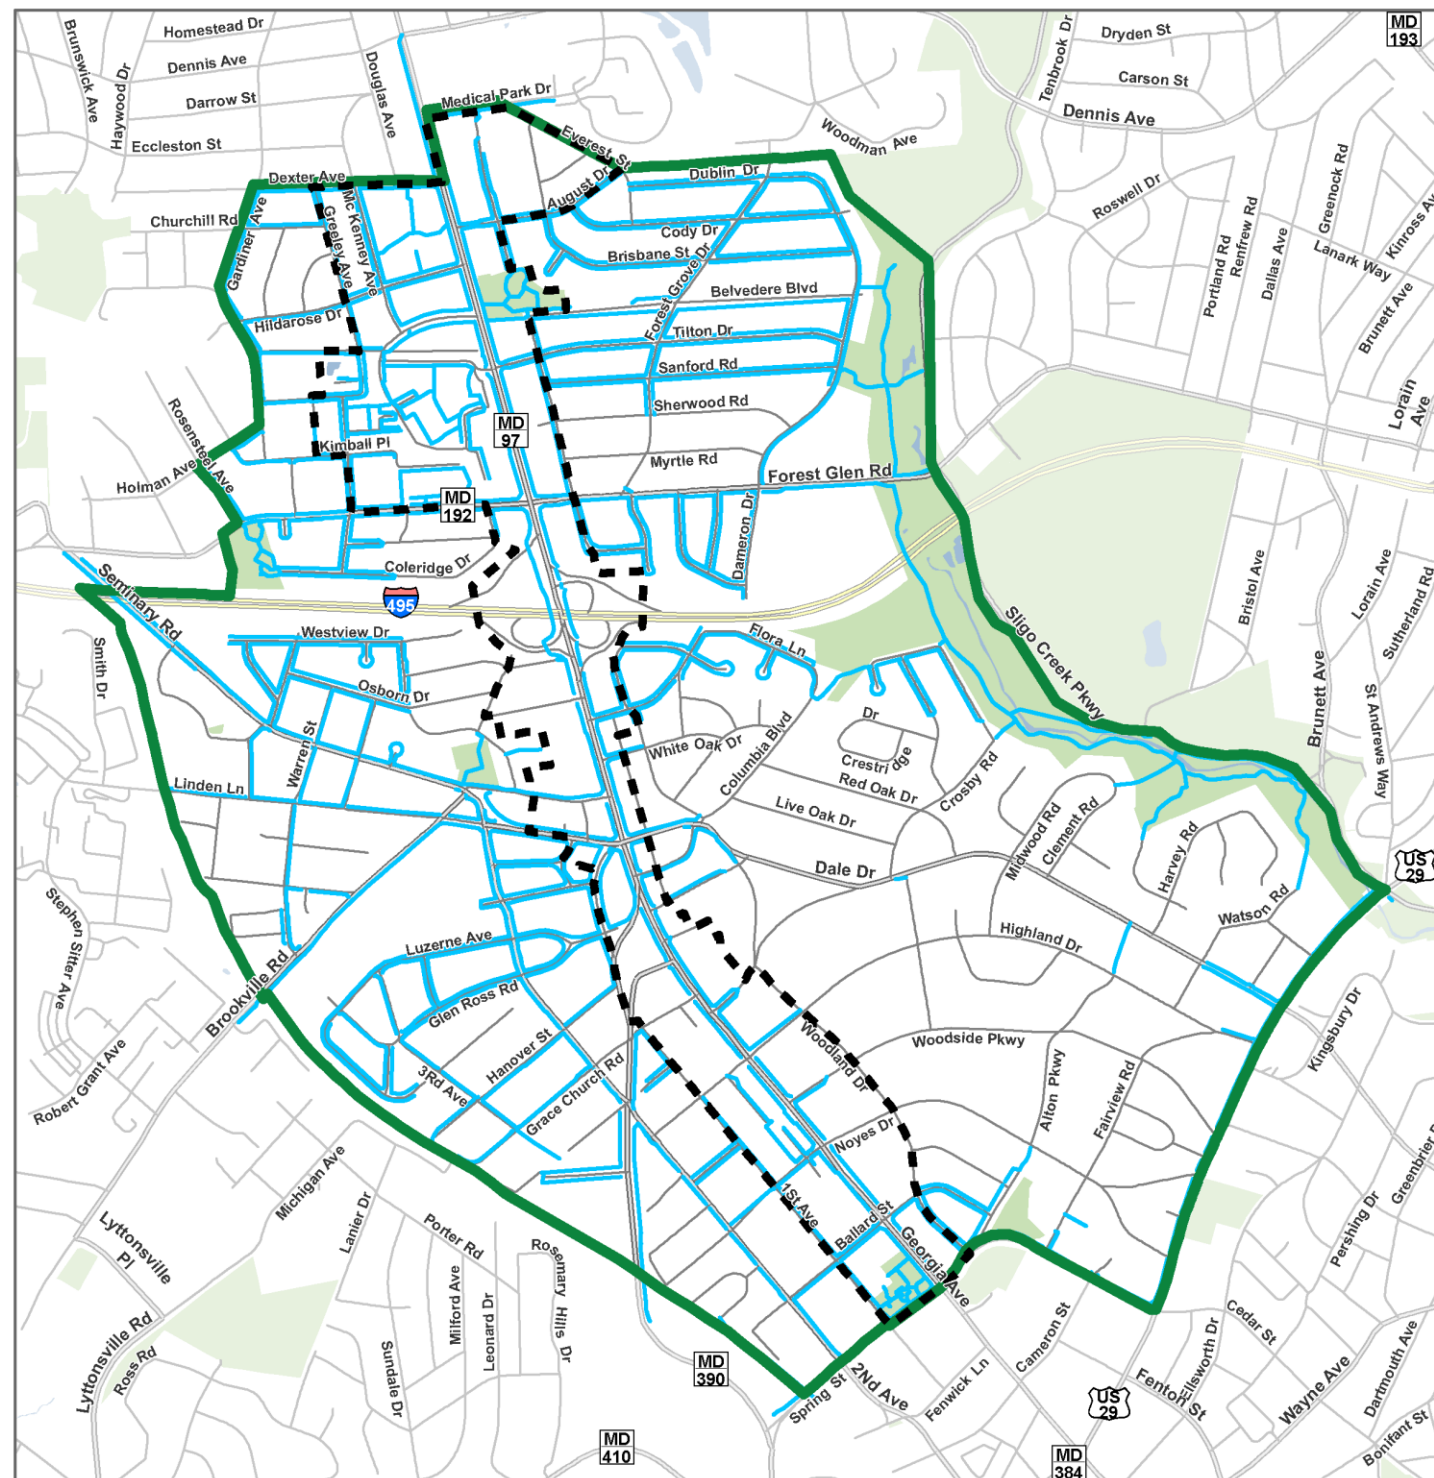 Homestead Dr
Brunswick Ave
Haywood Dr
Dennis Ave
Douglas Ave
Darrow St
Eccleston St
Medical Park Dr
Everest St
Tenbrook Dr
Dryden St
MD
193
Carson St
Dennis Ave
Woodman Ave
Dexter Ave
Churchill Rd
Gardiner Ave
Greeley Ave
Mc Kenney Ave
August Dr
Dublin Dr
Cody Dr
Brisbane St
Forest Grove Dr
Belvedere Blvd
Roswell Dr
Portland Rd
Renfrew Rd
Dallas Ave
Greenock Rd
Lanark Way
Kinross Av
Brunett Ave
Hildarose Dr
Tilton Dr
Sanford Rd
Sherwood Rd
Lorain
Ave
MD
97
Rosensteel Ave
Kimball Pl
Holman Ave
Myrtle Rd
Forest Glen Rd
MD
192
Coleridge Dr
Dameron Dr
495
Seminary Rd
Smith Dr
Westview Dr
Osborn Dr
Flora Ln
Sligo Creek Pkwy
Bristol Ave
Lorain Ave
Sutherland Rd
Brunett Ave
St Andrews Way
Linden Ln
Warren St
White Oak Dr
Columbia Blvd
Dr
Crestri
dge
Red Oak Dr
Crosby Rd
Live Oak Dr
Midwood Rd
Clement Rd
Harvey Rd
Dale Dr
Watson Rd
US
29
Stephen Sitter Ave
Luzerne Ave
Highland Dr
Brookville Rd
Glen Ross Rd
Woodland Dr
Woodside Pkwy
Kingsbury Dr
Robert Grant Ave
Hanover St
3Rd Ave
Grace Church Rd
Alton Pkwy
Fairview Rd
Noyes Dr
Michigan Ave
Lanier Dr
Porter Rd
1St Ave
Ballard St
Georgia Ave
Pershing Dr
Lyttonsville
Pl
Rosemary Hills Dr
Milford Ave
Leonard Dr
Lyttonsville Rd
Ross Rd
Sundale Dr
MD
390
Spring St
2Nd Ave
Fenwick Ln
Cameron St
Cedar St
Ellsworth Dr
Fenton St
US
29
Wayne Ave
Dartmouth Ave
Bonifant St
MD
410
MD
384